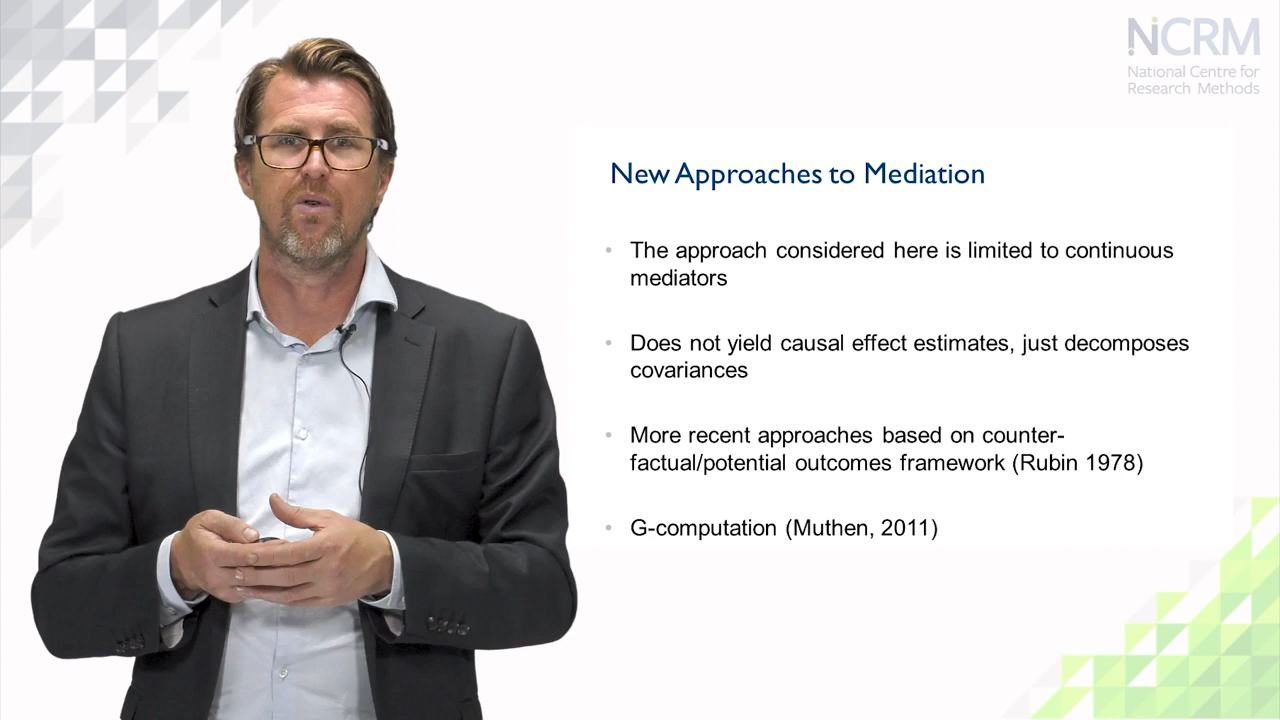 NCRM
National Centre for
Research Methods
New Approaches to Mediation
• The approach considered here is limited to continuous
mediators
• Does not yield causal effect estimates, just decomposes
covariances
• More recent approaches based on counter-
factual/potential outcomes framework (Rubin 1978)
• G-computation (Muthen, 2011)